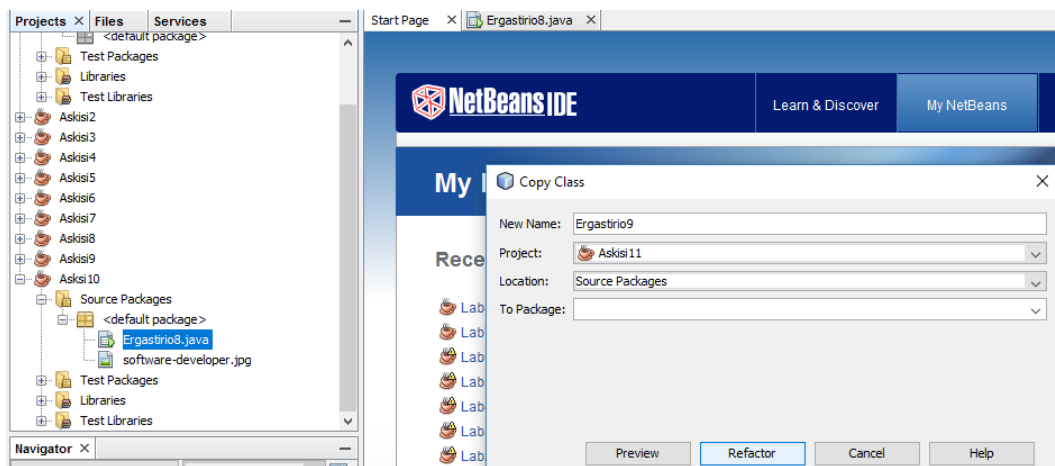 Projects × Files Services
<default package>
Test Packages
Libraries
Test Libraries
Askisi2
Askisi3
Askisi4
Askisi5
Askisi6
Askisi7
Askisi8
Askisi9
Asksi10
Source Packages
<default package>
Ergastirio8.java
software-developer.jpg
Test Packages
Libraries
Test Libraries
Navigator ×
Start Page × Ergastirio8.java ×
NetBeans IDE
Learn & Discover
My NetBeans
My
Rece
Lab
Lab
Lab
Lab
Lab
Lab
Lab
Copy Class
New Name: Ergastirio9
Project: Askisi11
Location: Source Packages
To Package:
Preview Refactor Cancel Help